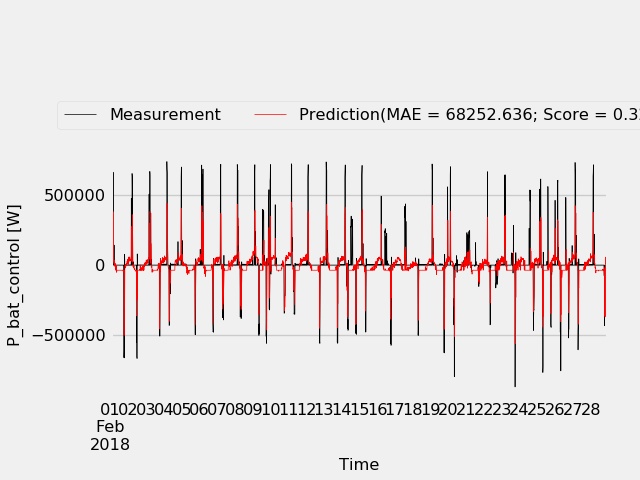 Measurement Prediction(MAE = 68252.636; Score = 0.3
500000
0
−500000
P_bat_control [W]
01020304050607080910111213141516171819202122232425262728
Feb
2018
Time